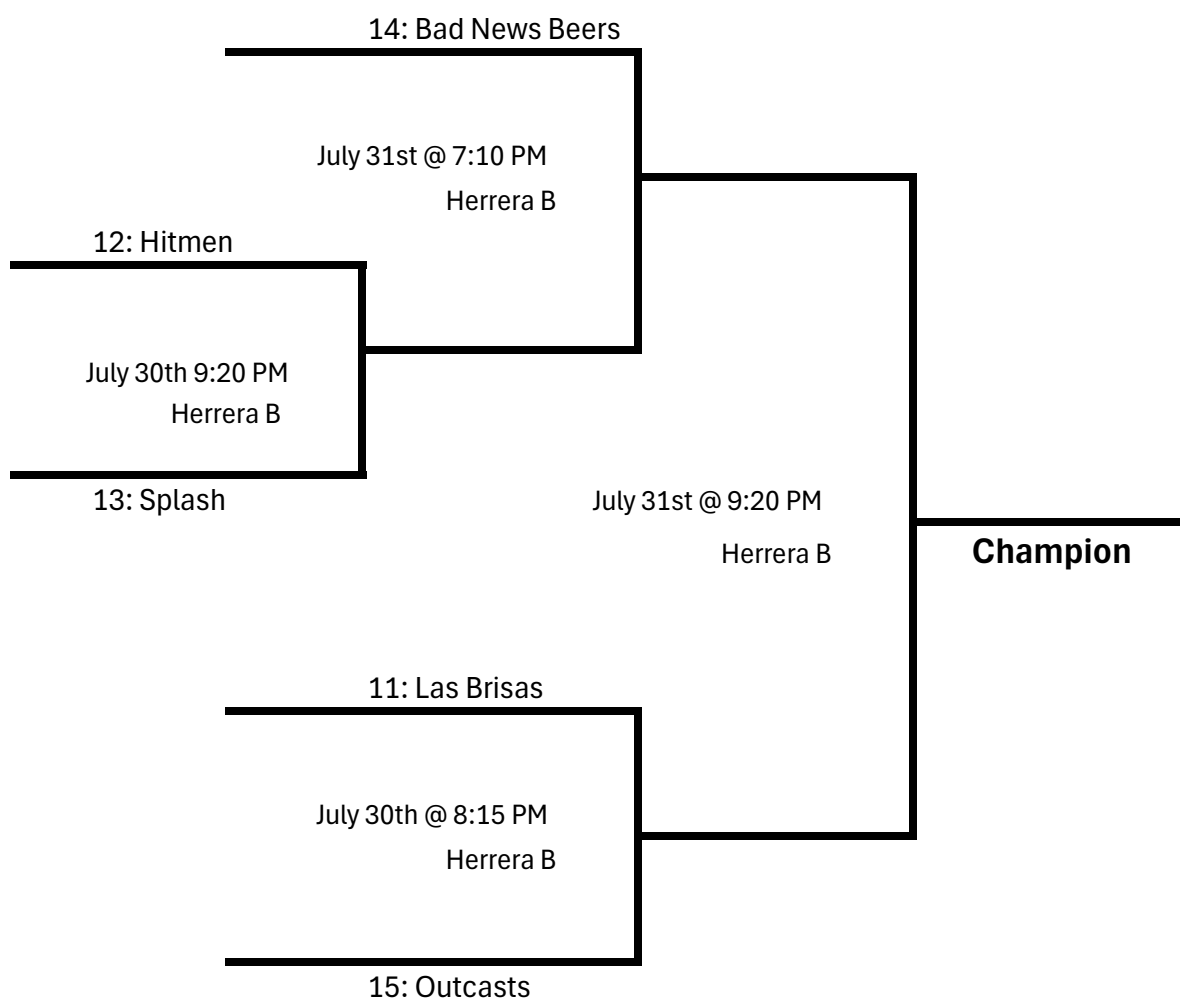 14: Bad News Beers
July 31st @ 7:10 PM
Herrera B
12: Hitmen
July 30th 9:20 PM
Herrera B
13: Splash
July 31st @ 9:20 PM
Herrera B
Champion
11: Las Brisas
July 30th @ 8:15 PM
Herrera B
15: Outcasts